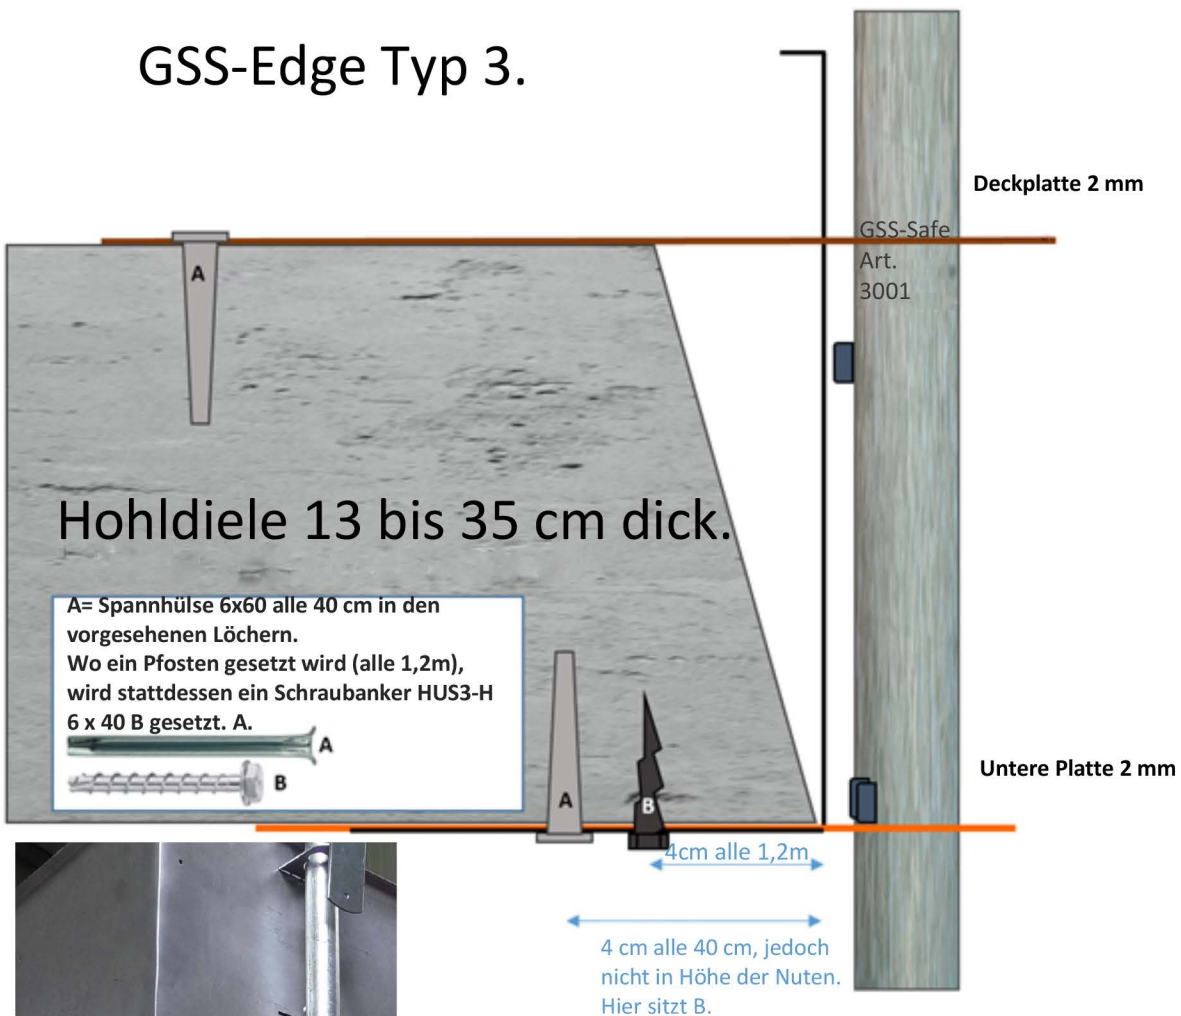 GSS-Edge Typ 3.
Deckplatte 2 mm
GSS-Safe
Art.
3001
A
Hohldiele 13 bis 35 cm dick.
A= Spannhülse 6x60 alle 40 cm in den
vorgesehenen Löchern.
Wo ein Pfosten gesetzt wird (alle 1,2m),
wird stattdessen ein Schraubanker HUS3-H
6 x 40 B gesetzt. A.
A
B
A
B
Untere Platte 2 mm
4cm alle 1,2m
4 cm alle 40 cm, jedoch
nicht in Höhe der Nuten.
Hier sitzt B.